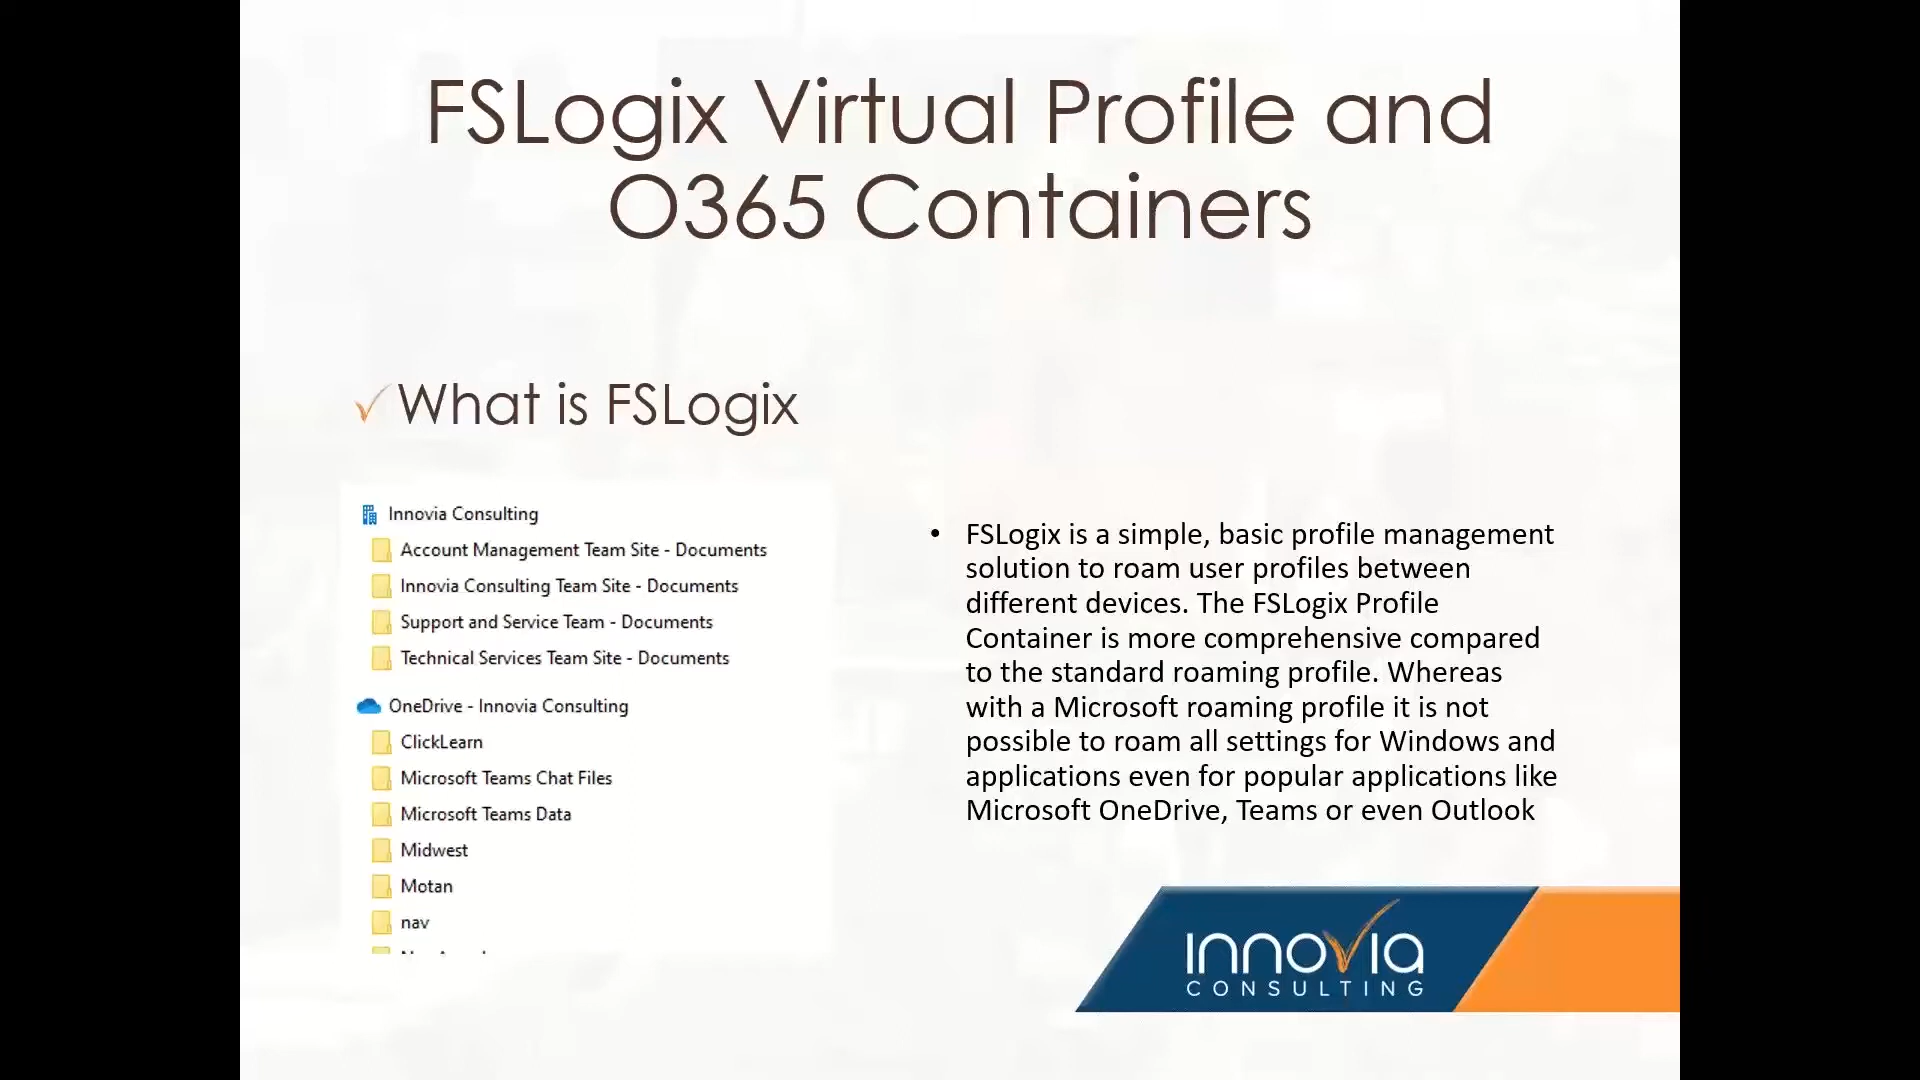 FSLogix Virtual Profile and
O365 Containers
What is FSLogix
Innovia Consulting
Account Management Team Site - Documents
Innovia Consulting Team Site - Documents
Support and Service Team - Documents
Technical Services Team Site - Documents
OneDrive - Innovia Consulting
ClickLearn
Microsoft Teams Chat Files
Microsoft Teams Data
Midwest
Motan
nav
• FSLogix is a simple, basic profile management
solution to roam user profiles between
different devices. The FSLogix Profile
Container is more comprehensive compared
to the standard roaming profile. Whereas
with a Microsoft roaming profile it is not
possible to roam all settings for Windows and
applications even for popular applications like
Microsoft OneDrive, Teams or even Outlook
innovia
CONSULTING